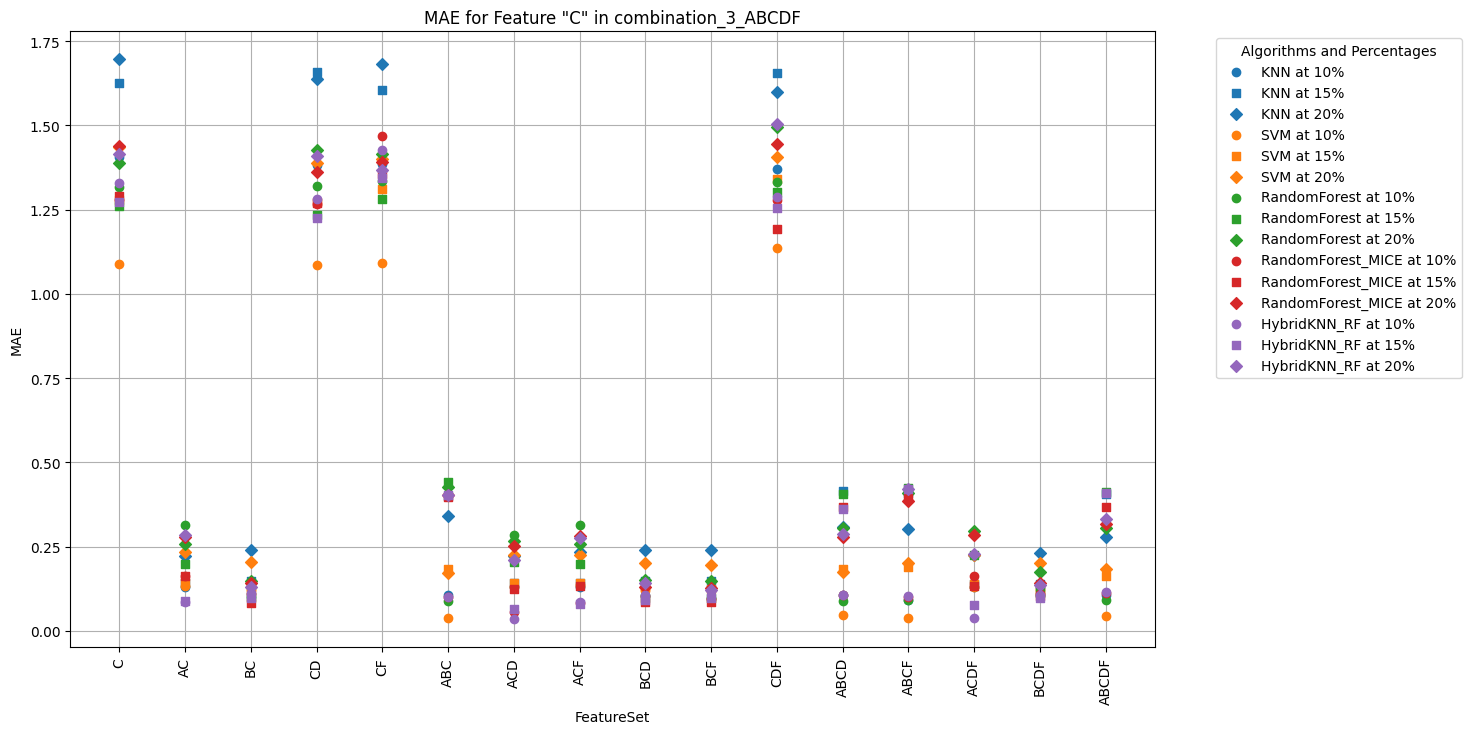 MAE for Feature "C" in combination_3_ABCDF
MAE
1.75
1.50
1.25
1.00
0.75
0.50
0.25
0.00
C
AC
BC
CD
CF
ABC
ACD
ACF
BCD
BCF
CDF
ABCD
ABCF
ACDF
BCDF
ABCDF
FeatureSet
Algorithms and Percentages
KNN at 10%
KNN at 15%
KNN at 20%
SVM at 10%
SVM at 15%
SVM at 20%
RandomForest at 10%
RandomForest at 15%
RandomForest at 20%
RandomForest_MICE at 10%
RandomForest_MICE at 15%
RandomForest_MICE at 20%
HybridKNN_RF at 10%
HybridKNN_RF at 15%
HybridKNN_RF at 20%